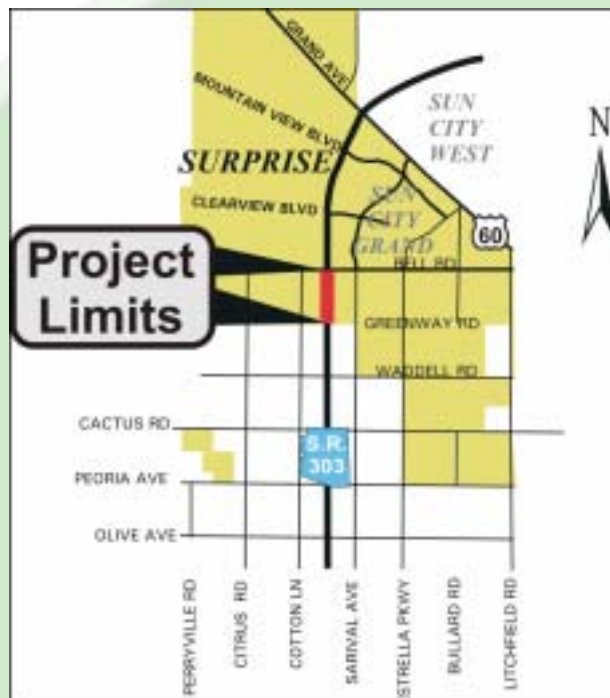 GRAND AVE
MOUNTAIN VIEW BLVD
SUN
CITY
WEST
N
SURPRISE
CLEARVIEW BLVD
SUN
CITY
GRAND
60
BELL RD
Project
Limits
GREENWAY RD
WADDELL RD
CACTUS RD
S.R.
303
PEORIA AVE
OLIVE AVE
PERRYVILLE RD
CITRUS RD
COTTON LN
SARIVAL AVE
STRELLA PKWY
BULLARD RD
LITCHFIELD RD